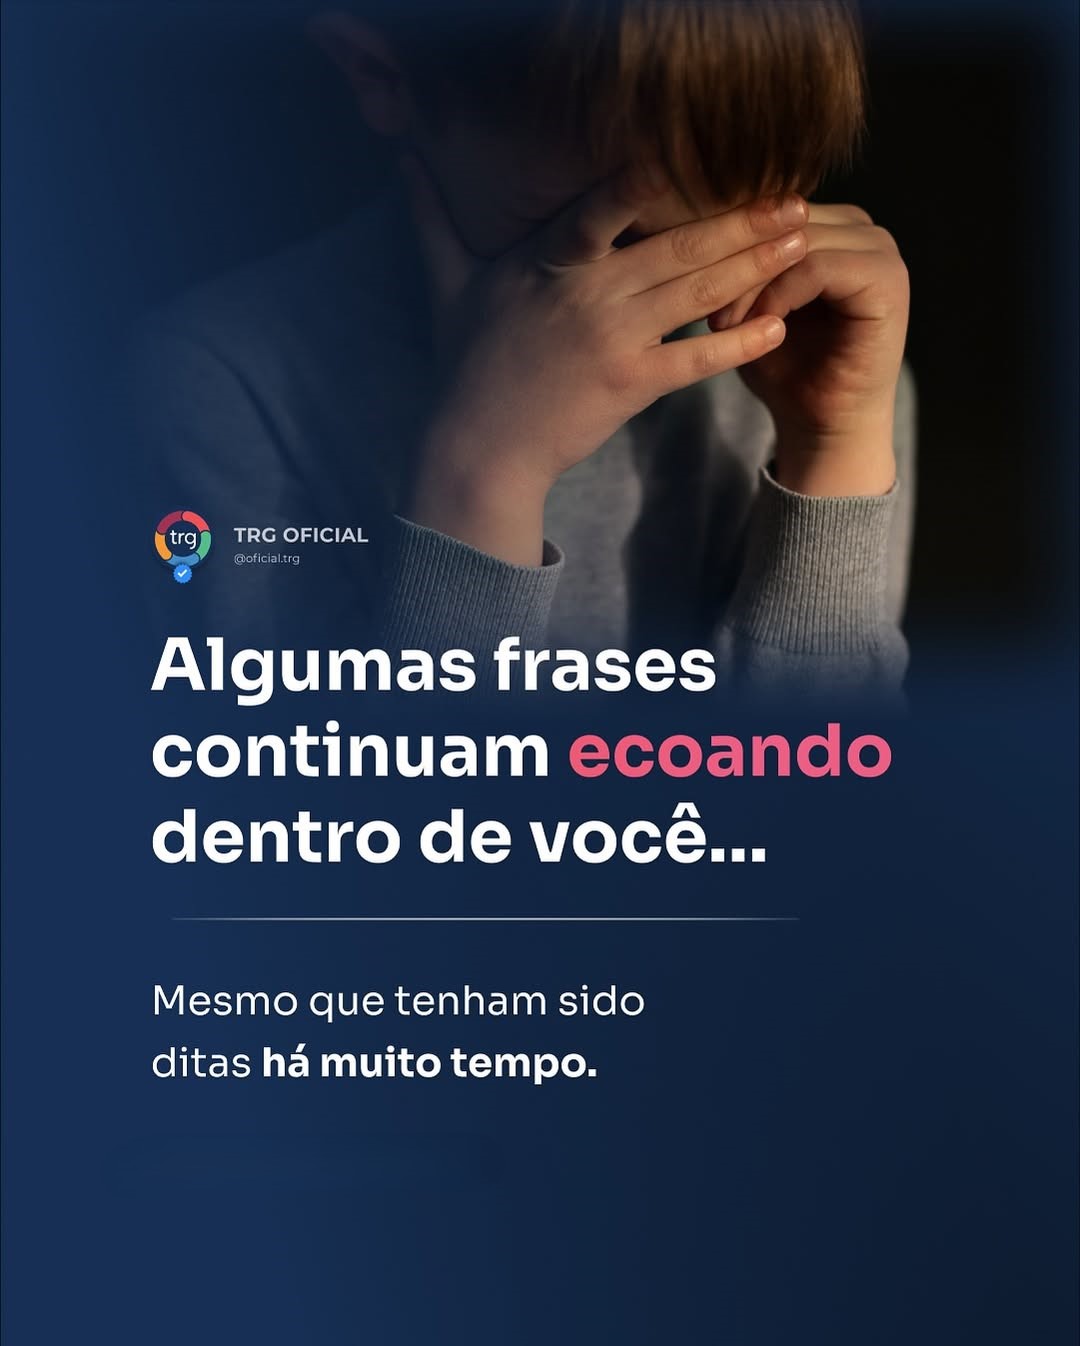 trg
TRG OFICIAL
@oficial.trg
Algumas frases
continuam ecoando
dentro de você...
Mesmo que tenham sido
ditas há muito tempo.